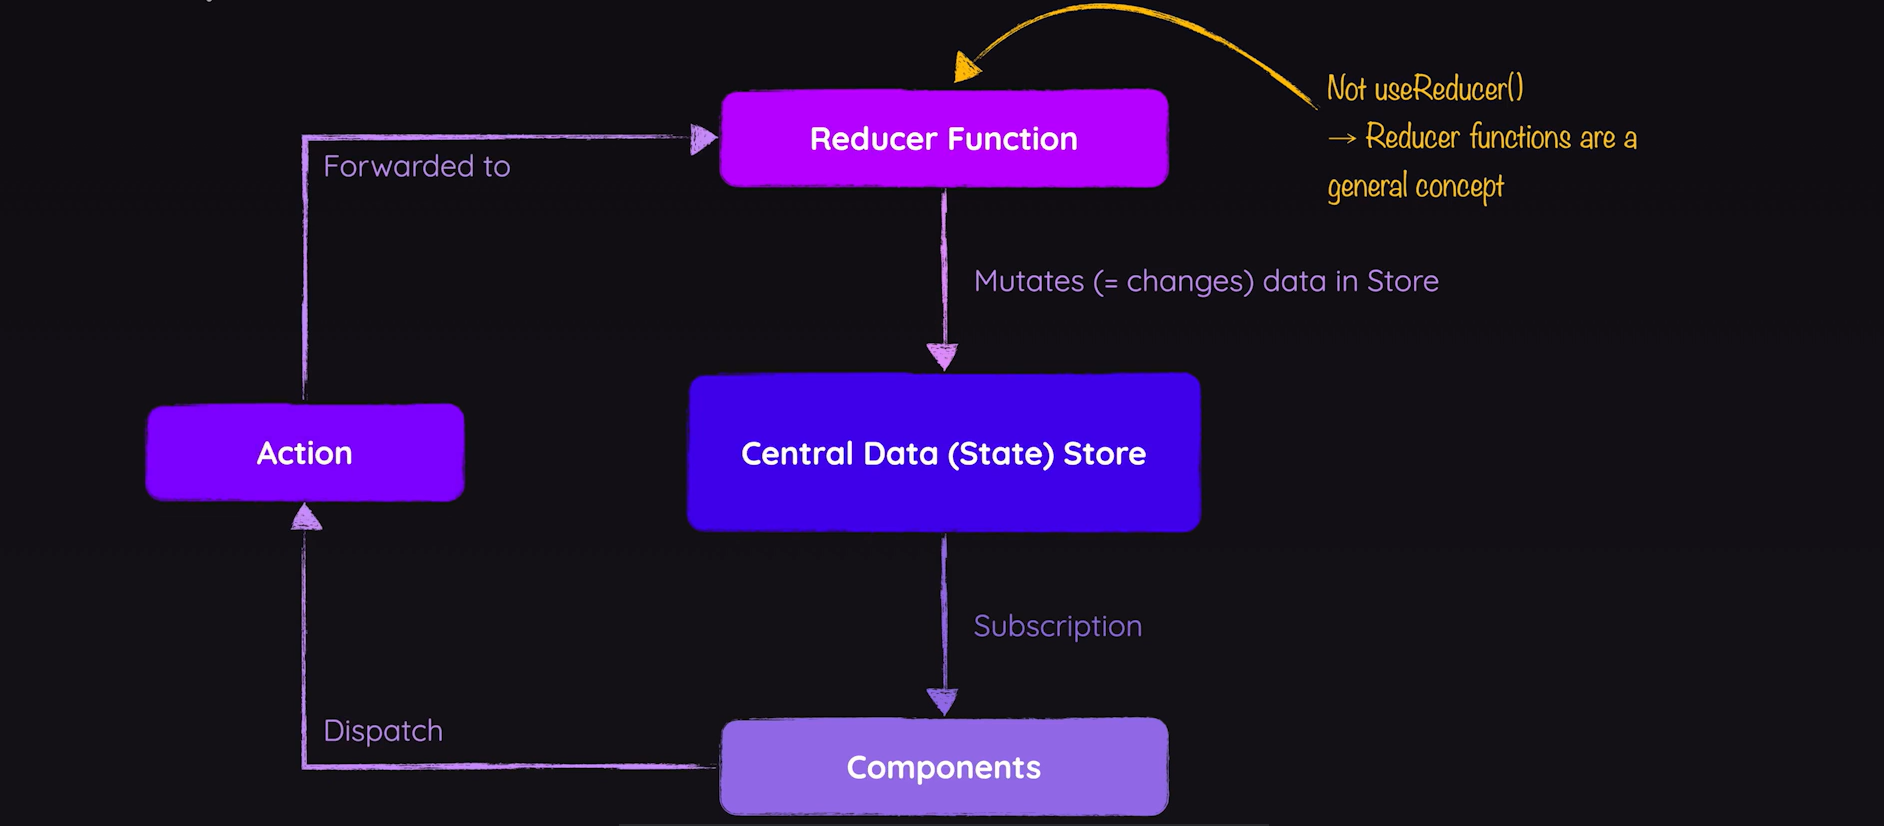 Not useReducer()
→ Reducer functions are a
general concept
Reducer Function
Forwarded to
Mutates (= changes) data in Store
Action
Central Data (State) Store
Subscription
Dispatch
Components